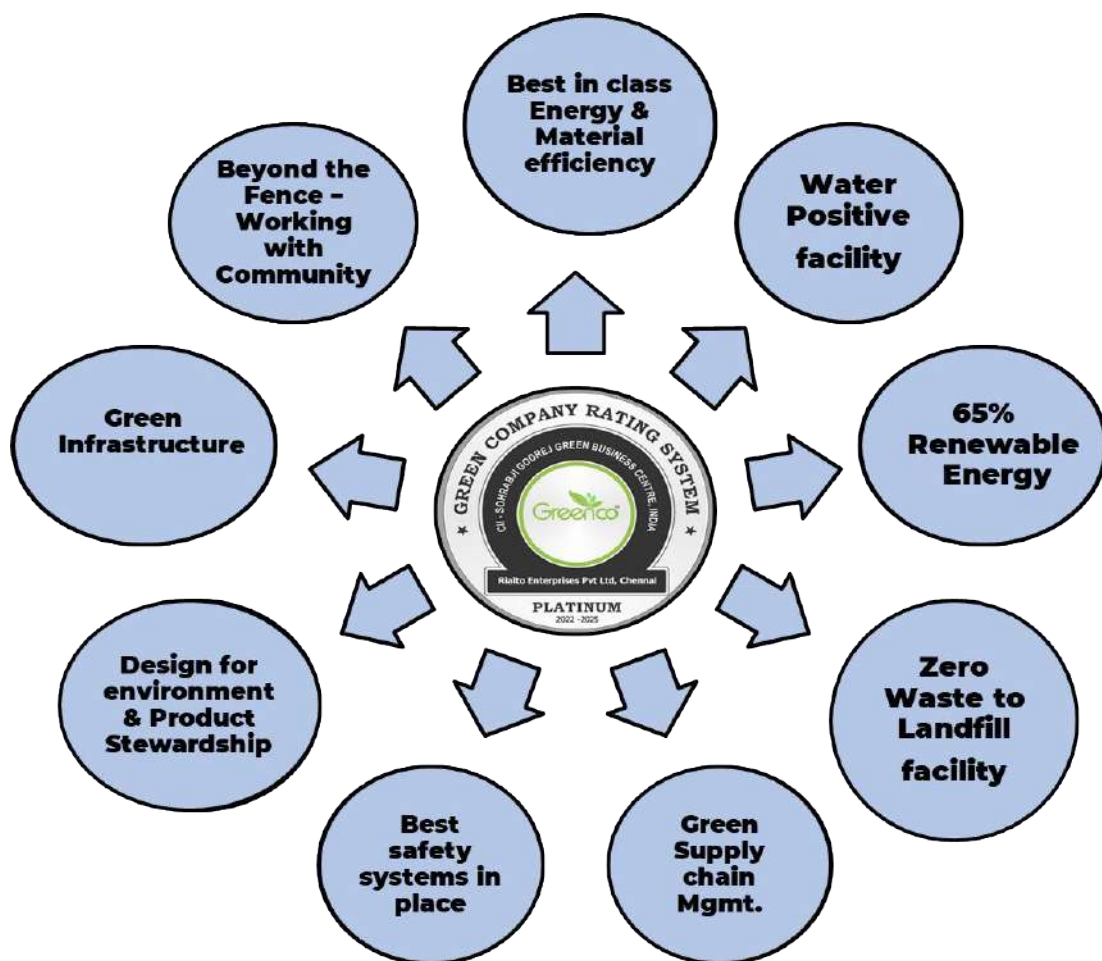 Best in class
Energy &
Material
efficiency
Water
Positive
facility
65%
Renewable
Energy
Zero
Waste to
Landfill
facility
Green
Supply
chain
Mgmt.
Best
safety
systems in
place
Design for
environment
& Product
Stewardship
Green
Infrastructure
Beyond the
Fence –
Working
with
Community
★ GREEN COMPANY RATING SYSTEM ★
CII - SOHRABJI GODREJ GREEN BUSINESS CENTRE, INDIA
Greenco
Rialto Enterprises Pvt Ltd, Chennai
PLATINUM
2022 -2025